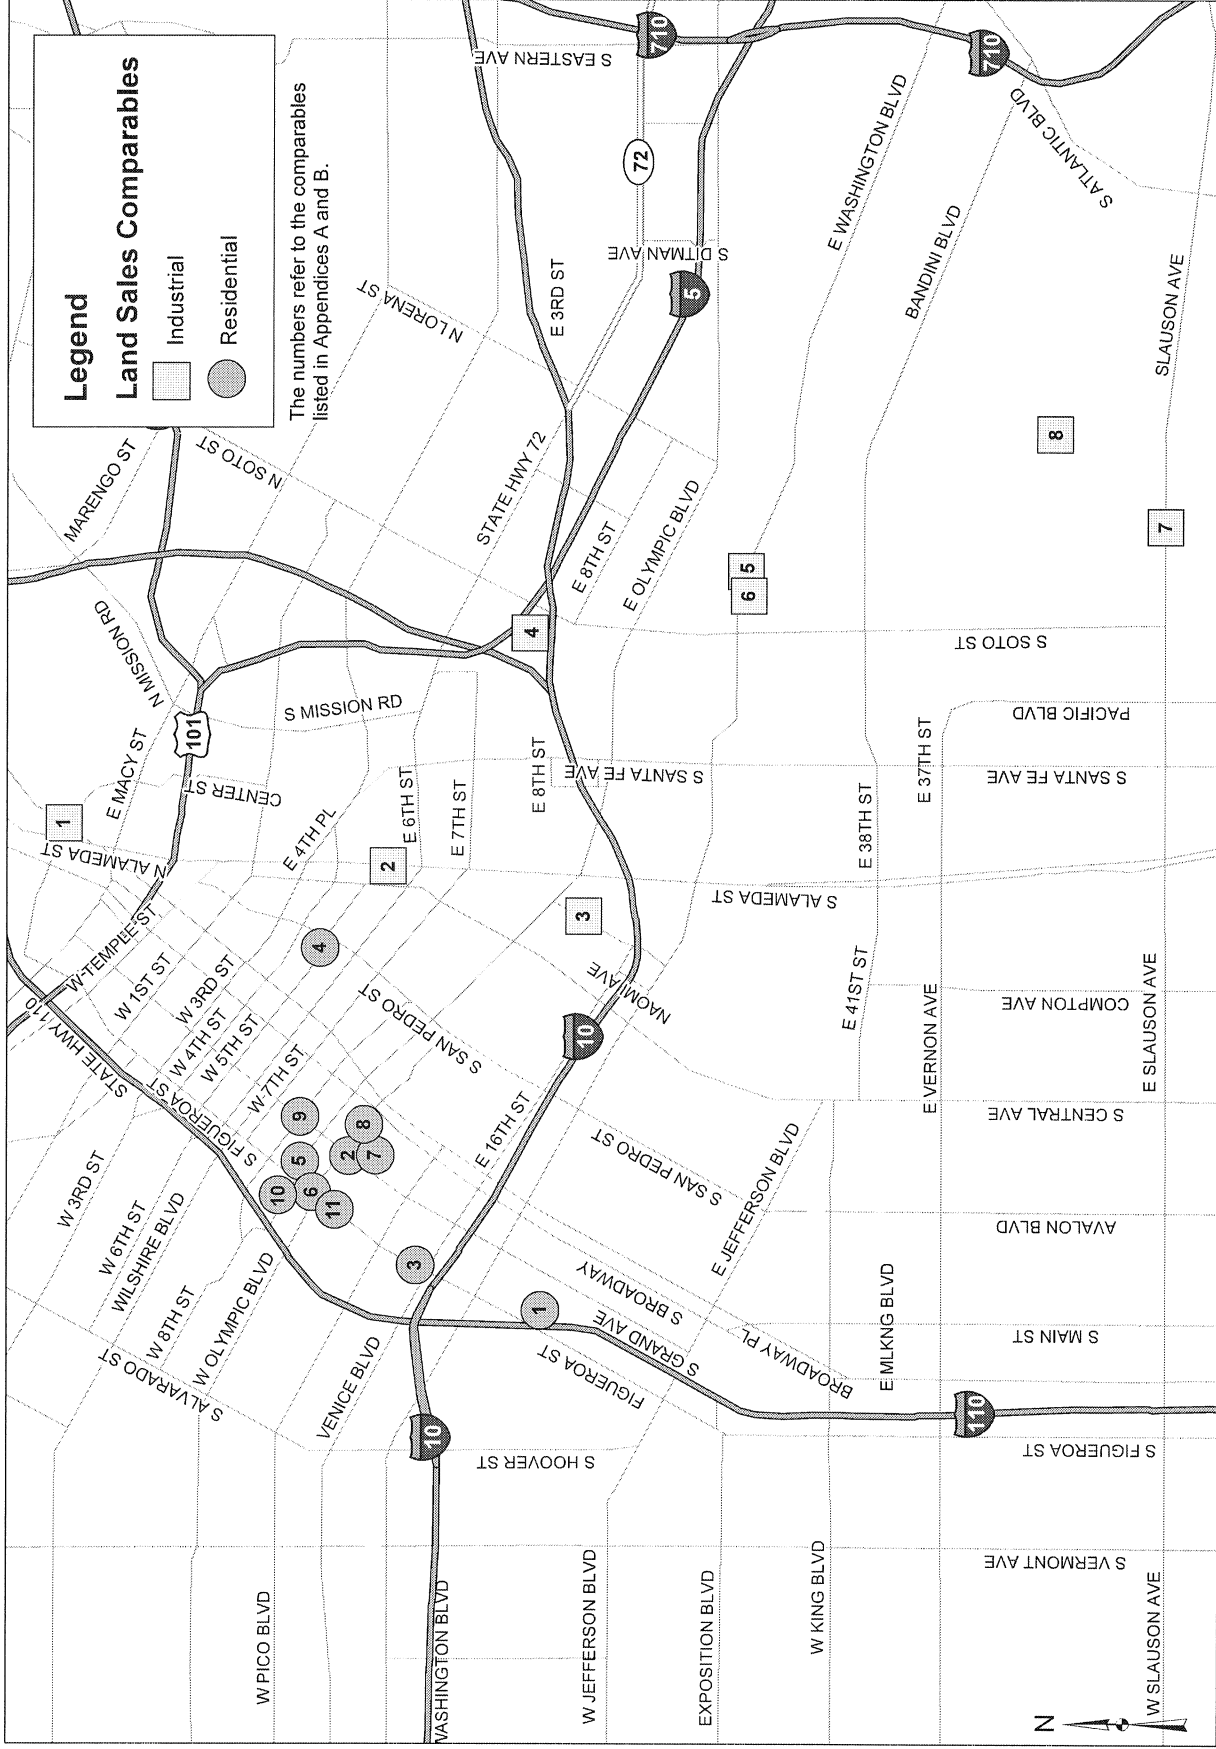 Legend
Land Sales Comparables
Industrial
Residential
The numbers refer to the comparables
listed in Appendices A and B.
MARENGO ST
N SOTO ST
N LORENA ST
S EASTERN AVE
710
72
E 3RD ST
S DITMAN AVE
5
E WASHINGTON BLVD
BANDINI BLVD
710
S ATLANTIC BLVD
SLAUSON AVE
STATE HWY 72
E 8TH ST
E OLYMPIC BLVD
N MISSION RD
S MISSION RD
101
E MACY ST
CENTER ST
N ALAMEDA ST
E 4TH PL
E 6TH ST
E 7TH ST
E 8TH ST
S SANTA FE AVE
S SOTO ST
PACIFIC BLVD
S SANTA FE AVE
E 37TH ST
E 38TH ST
S ALAMEDA ST
1
2
3
4
5
6
7
8
W TEMPLE ST
STATE HWY 110
W 1ST ST
W 3RD ST
W 4TH ST
W 5TH ST
W 7TH ST
S FIGUEROA ST
S SAN PEDRO ST
NAOMI AVE
10
E 16TH ST
E 41ST ST
E VERNON AVE
COMPTON AVE
E SLAUSON AVE
S CENTRAL AVE
S SAN PEDRO ST
E JEFFERSON BLVD
AVALON BLVD
4
9
8
5
2
7
10
6
11
3
1
W 3RD ST
W 6TH ST
WILSHIRE BLVD
W 8TH ST
W OLYMPIC BLVD
S ALVARADO ST
VENICE BLVD
S BROADWAY
S GRAND AVE
FIGUEROA ST
BROADWAY PL
E MLKNG BLVD
S MAIN ST
10
110
S HOOVER ST
S FIGUEROA ST
S VERMONT AVE
W PICO BLVD
WASHINGTON BLVD
W JEFFERSON BLVD
EXPOSITION BLVD
W KING BLVD
W SLAUSON AVE
N